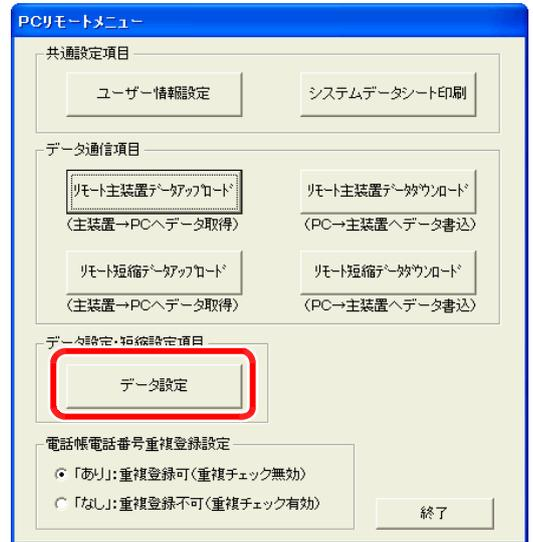 PCリモートメニュー
共通設定項目
ユーザー情報設定
システムデータシート印刷
データ通信項目
ﾘﾓｰﾄ主装置ﾃﾞｰﾀｱｯﾌﾟﾛｰﾄﾞ
ﾘﾓｰﾄ主装置ﾃﾞｰﾀﾀﾞｳﾝﾛｰﾄﾞ
(主装置→PCへデータ取得)
(PC→主装置へデータ書込)
ﾘﾓｰﾄ短縮ﾃﾞｰﾀｱｯﾌﾟﾛｰﾄﾞ
ﾘﾓｰﾄ短縮ﾃﾞｰﾀﾀﾞｳﾝﾛｰﾄﾞ
(主装置→PCへデータ取得)
(PC→主装置へデータ書込)
データ設定・短縮設定項目
データ設定
電話帳電話番号重複登録設定
「あり」:重複登録可(重複チェック無効)
「なし」:重複登録不可(重複チェック有効)
終了